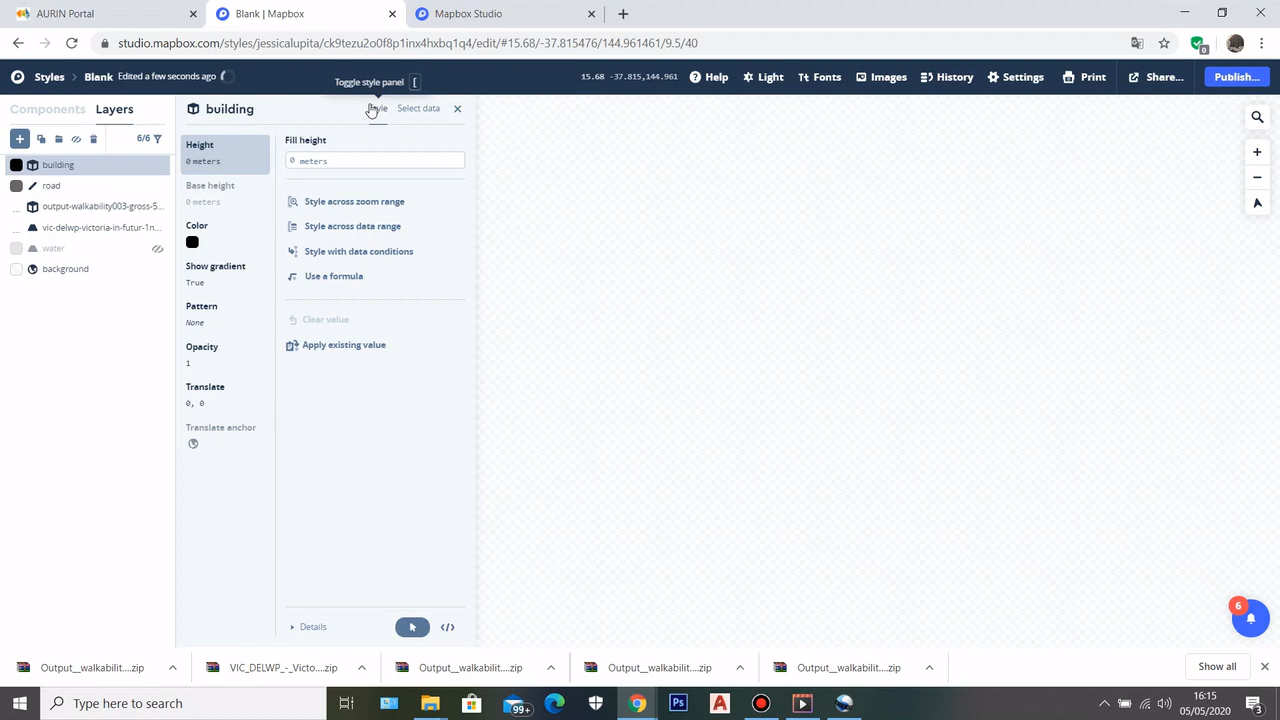 AURIN Portal
Blank | Mapbox
Mapbox Studio
studio.mapbox.com/styles/jessicalupita/ck9tezu2o0f8p1inx4hxbq1q4/edit/#15.68/-37.815476/144.961461/9.5/40
Styles > Blank Edited a few seconds ago
Toggle style panel [
15.68 -37.815,144.961
Help
Light
Fonts
Images
History
Settings
Print
Share...
Publish...
Components
Layers
building
Select data
6/6
building
road
output-walkability003-gross-5...
vic-delwp-victoria-in-futur-1n...
water
background
Height
0 meters
Base height
0 meters
Color
Show gradient
True
Pattern
None
Opacity
1
Translate
0, 0
Translate anchor
Fill height
0 meters
Style across zoom range
Style across data range
Style with data conditions
Use a formula
Clear value
Apply existing value
Details
6
Output__walkabilit....zip
VIC_DELWP_-_Victo....zip
Output__walkabilit....zip
Output__walkabilit....zip
Output__walkabilit....zip
Show all
Type here to search
99+
16:15
05/05/2020
3